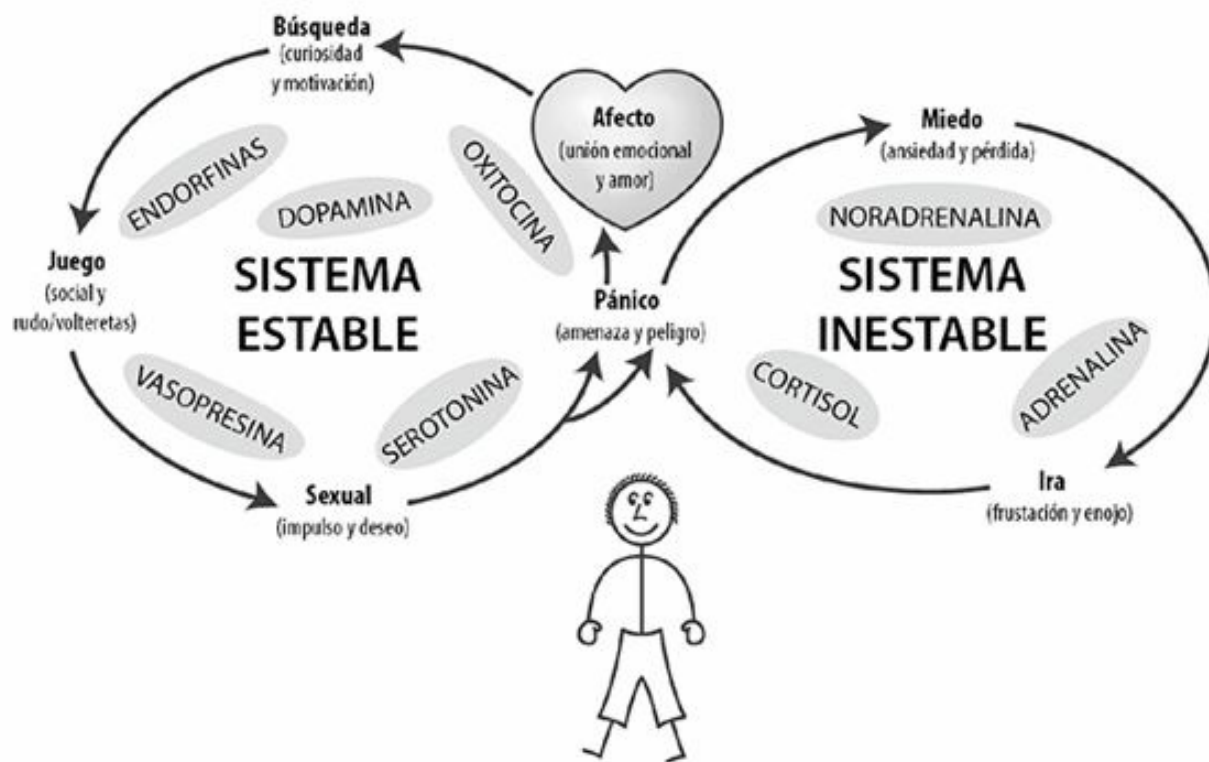 Búsqueda
(curiosidad
y motivación)
ENDORFINAS
DOPAMINA
OXITOCINA
Afecto
(unión emocional
y amor)
Juego
(social y
rudo/volteretas)
SISTEMA
ESTABLE
Pánico
(amenaza y peligro)
VASOPRESINA
SEROTONINA
Sexual
(impulso y deseo)
Miedo
(ansiedad y pérdida)
NORADRENALINA
SISTEMA
INESTABLE
CORTISOL
ADRENALINA
Ira
(frustación y enojo)